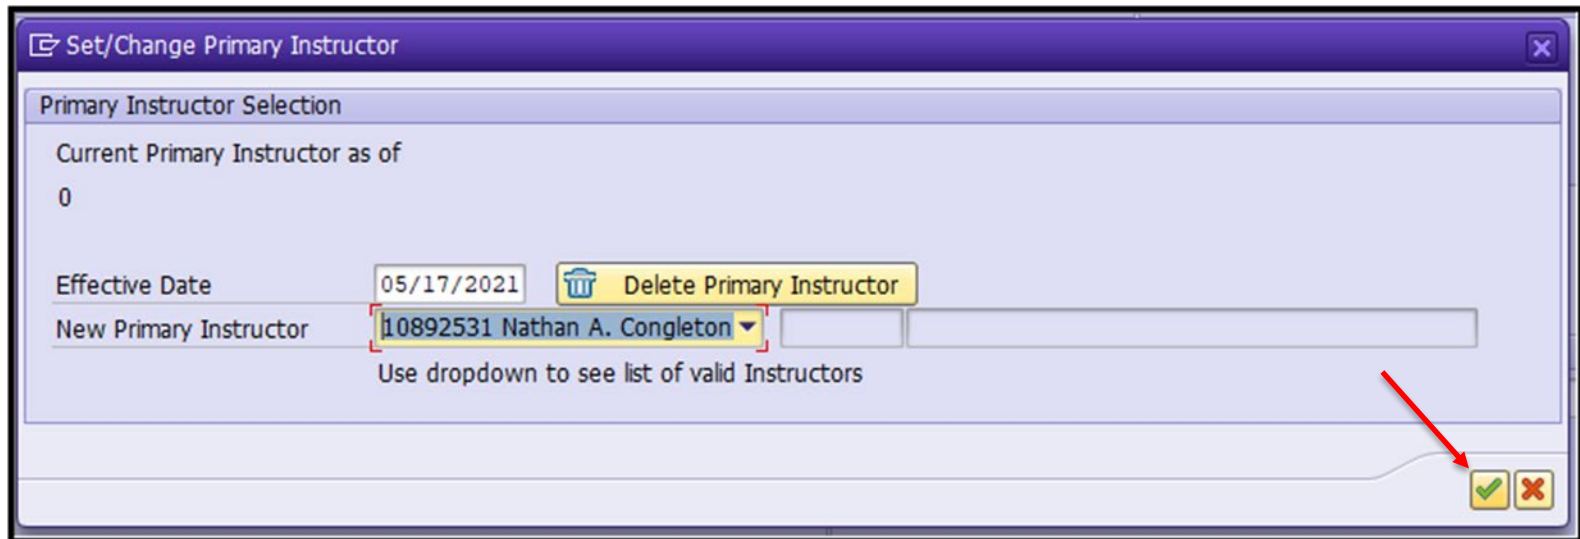 Set/Change Primary Instructor
Primary Instructor Selection
Current Primary Instructor as of
0
Effective Date 05/17/2021 Delete Primary Instructor
New Primary Instructor 10892531 Nathan A. Congleton
Use dropdown to see list of valid Instructors